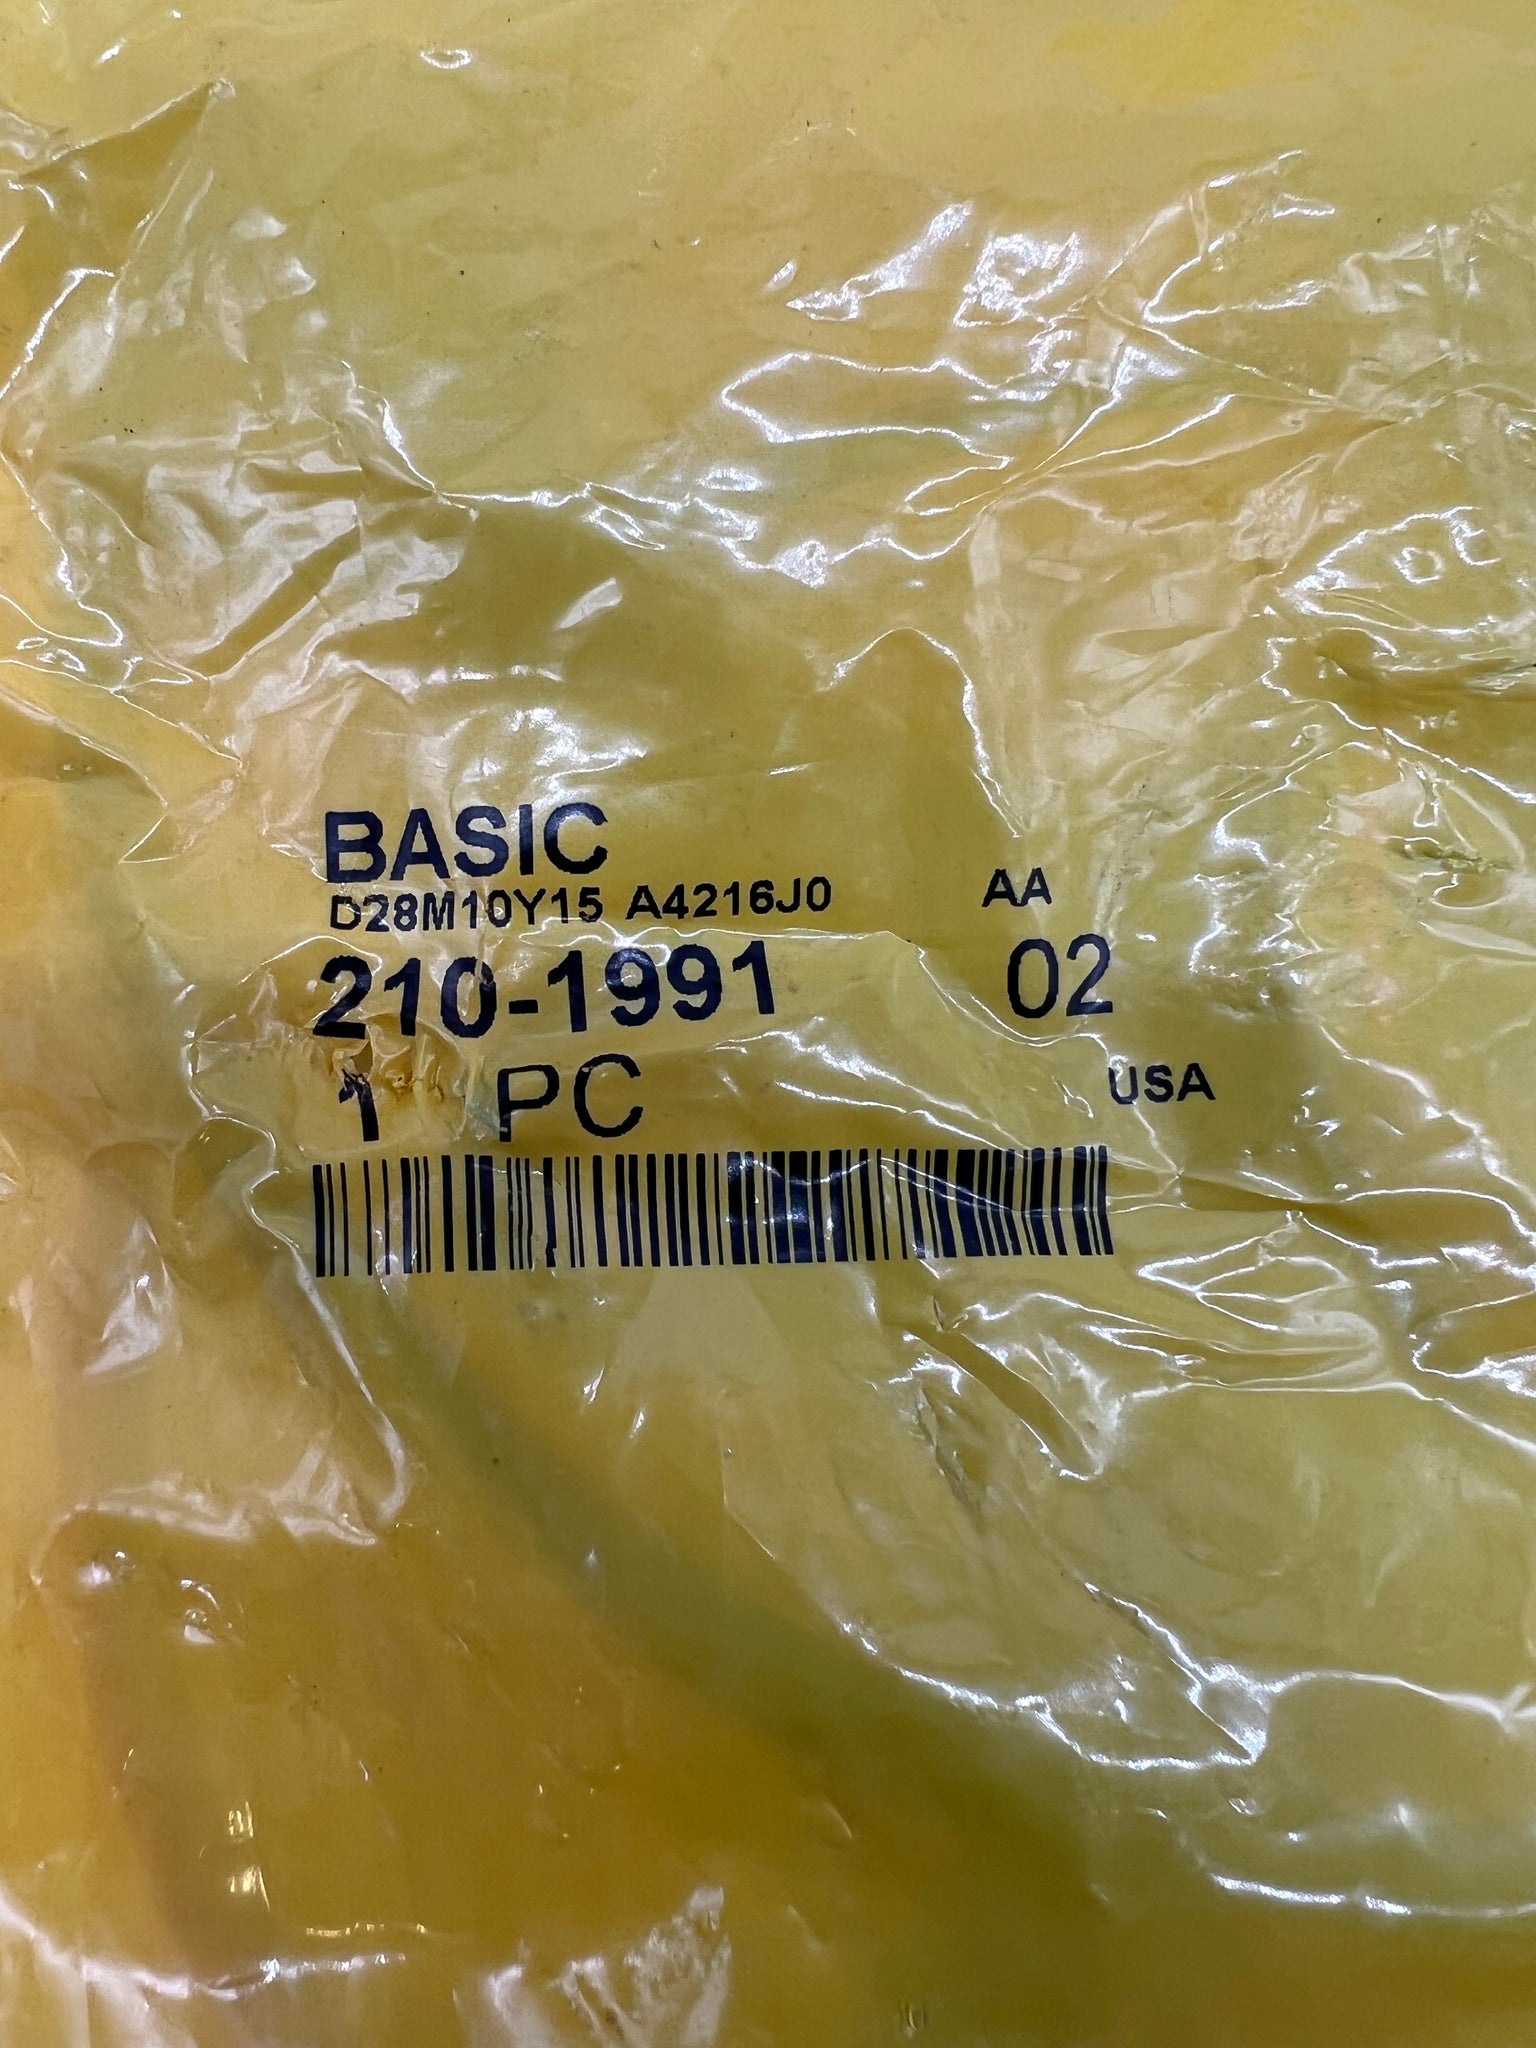 BASIC
D28M10Y15 A4216J0 AA
210-1991 02
1 PC USA